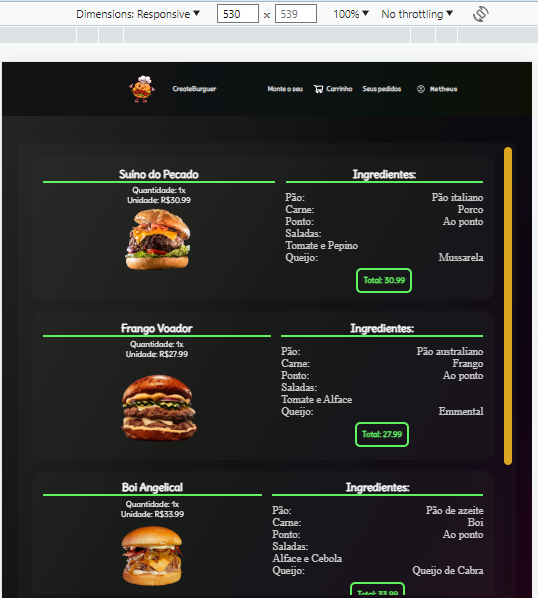 Dimensions: Responsive ▼ 530 x 539 100% ▼ No throttling ▼
CreateBurguer Monte o seu Carrinho Seus pedidos Matheus
Suíno do Pecado
Quantidade: 1x
Unidade: R$30.99
Ingredientes:
Pão: Pão italiano
Carne: Porco
Ponto: Ao ponto
Saladas:
Tomate e Pepino
Queijo: Mussarela
Total: 30.99
Frango Voador
Quantidade: 1x
Unidade: R$27.99
Ingredientes:
Pão: Pão australiano
Carne: Frango
Ponto: Ao ponto
Saladas:
Tomate e Alface
Queijo: Emmental
Total: 27.99
Boi Angelical
Quantidade: 1x
Unidade: R$33.99
Ingredientes:
Pão: Pão de azeite
Carne: Boi
Ponto: Ao ponto
Saladas:
Alface e Cebola
Queijo: Queijo de Cabra
Total: 33.99